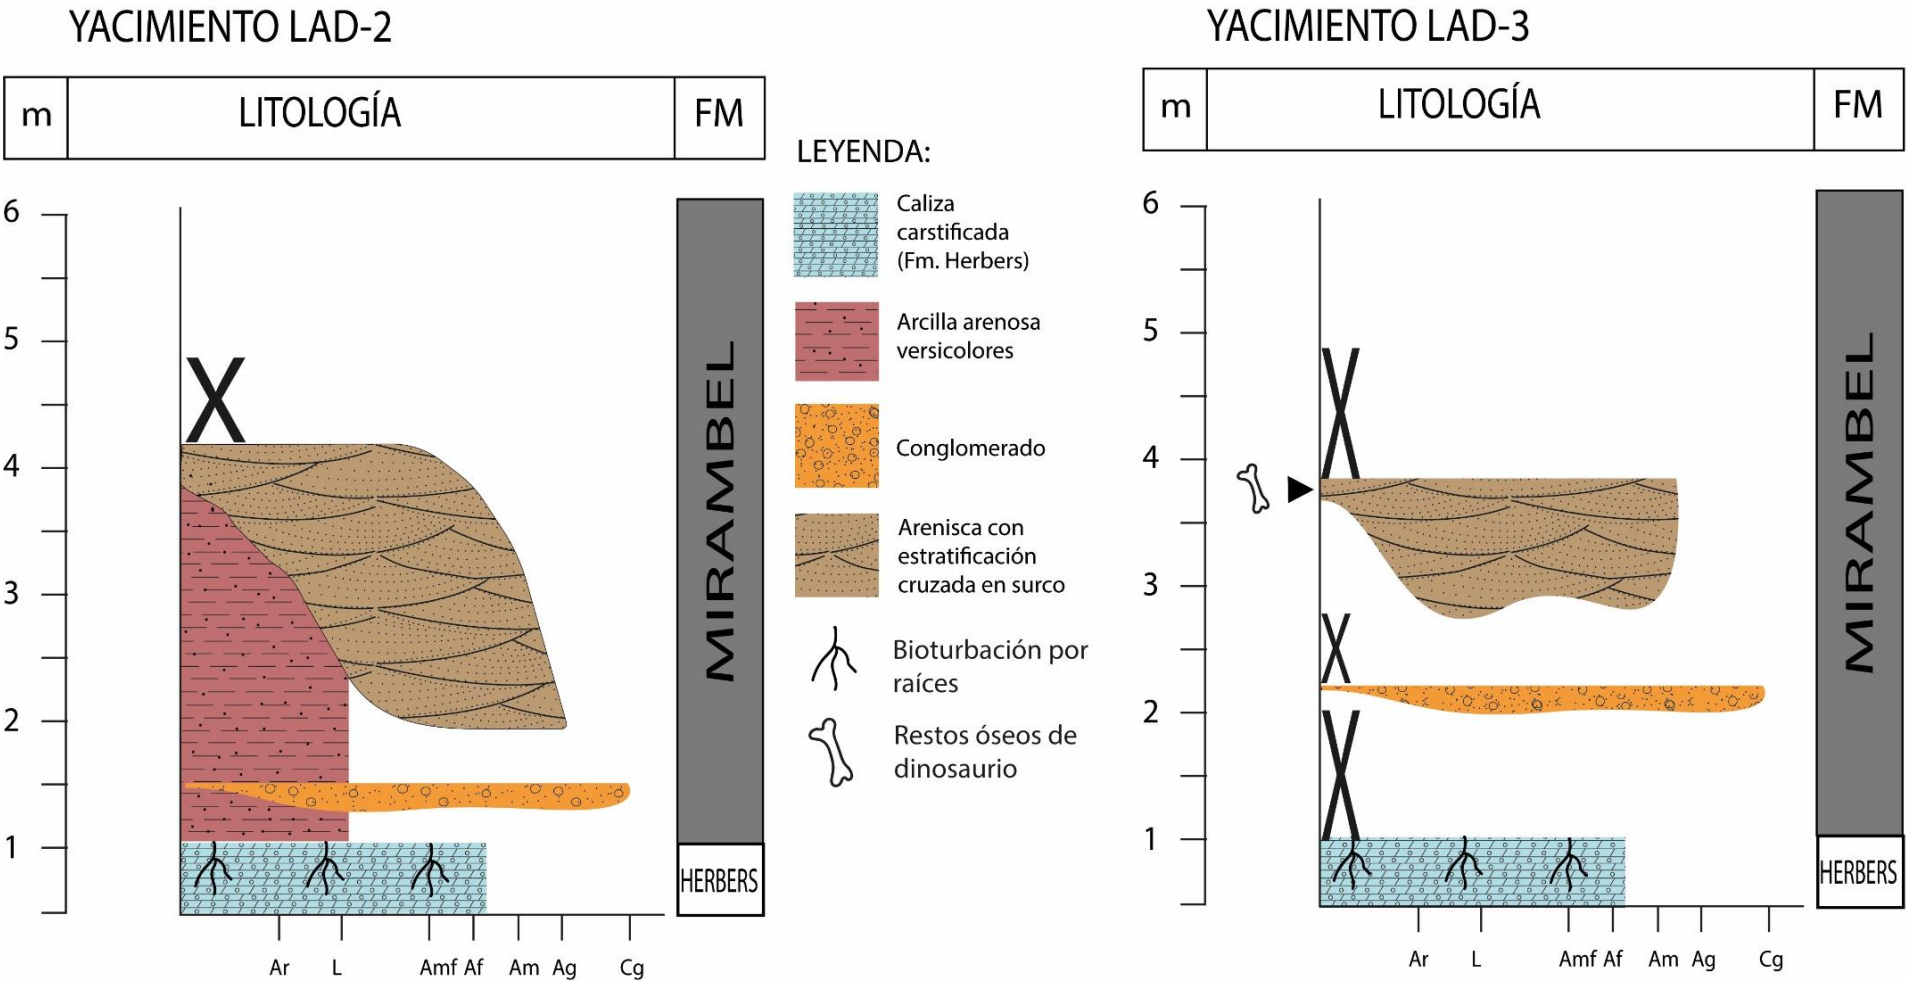 YACIMIENTO LAD-2
m
LITOLOGÍA
FM
6
5
4
3
2
1
MIRAMBEL
HERBERS
Ar
L
Amf
Af
Am
Ag
Cg
LEYENDA:
Caliza
carstificada
(Fm. Herbers)
Arcilla arenosa
versicolores
Conglomerado
Arenisca con
estratificación
cruzada en surco
Bioturbación por
raíces
Restos óseos de
dinosaurio
YACIMIENTO LAD-3
m
LITOLOGÍA
FM
6
5
4
3
2
1
MIRAMBEL
HERBERS
Ar
L
Amf
Af
Am
Ag
Cg